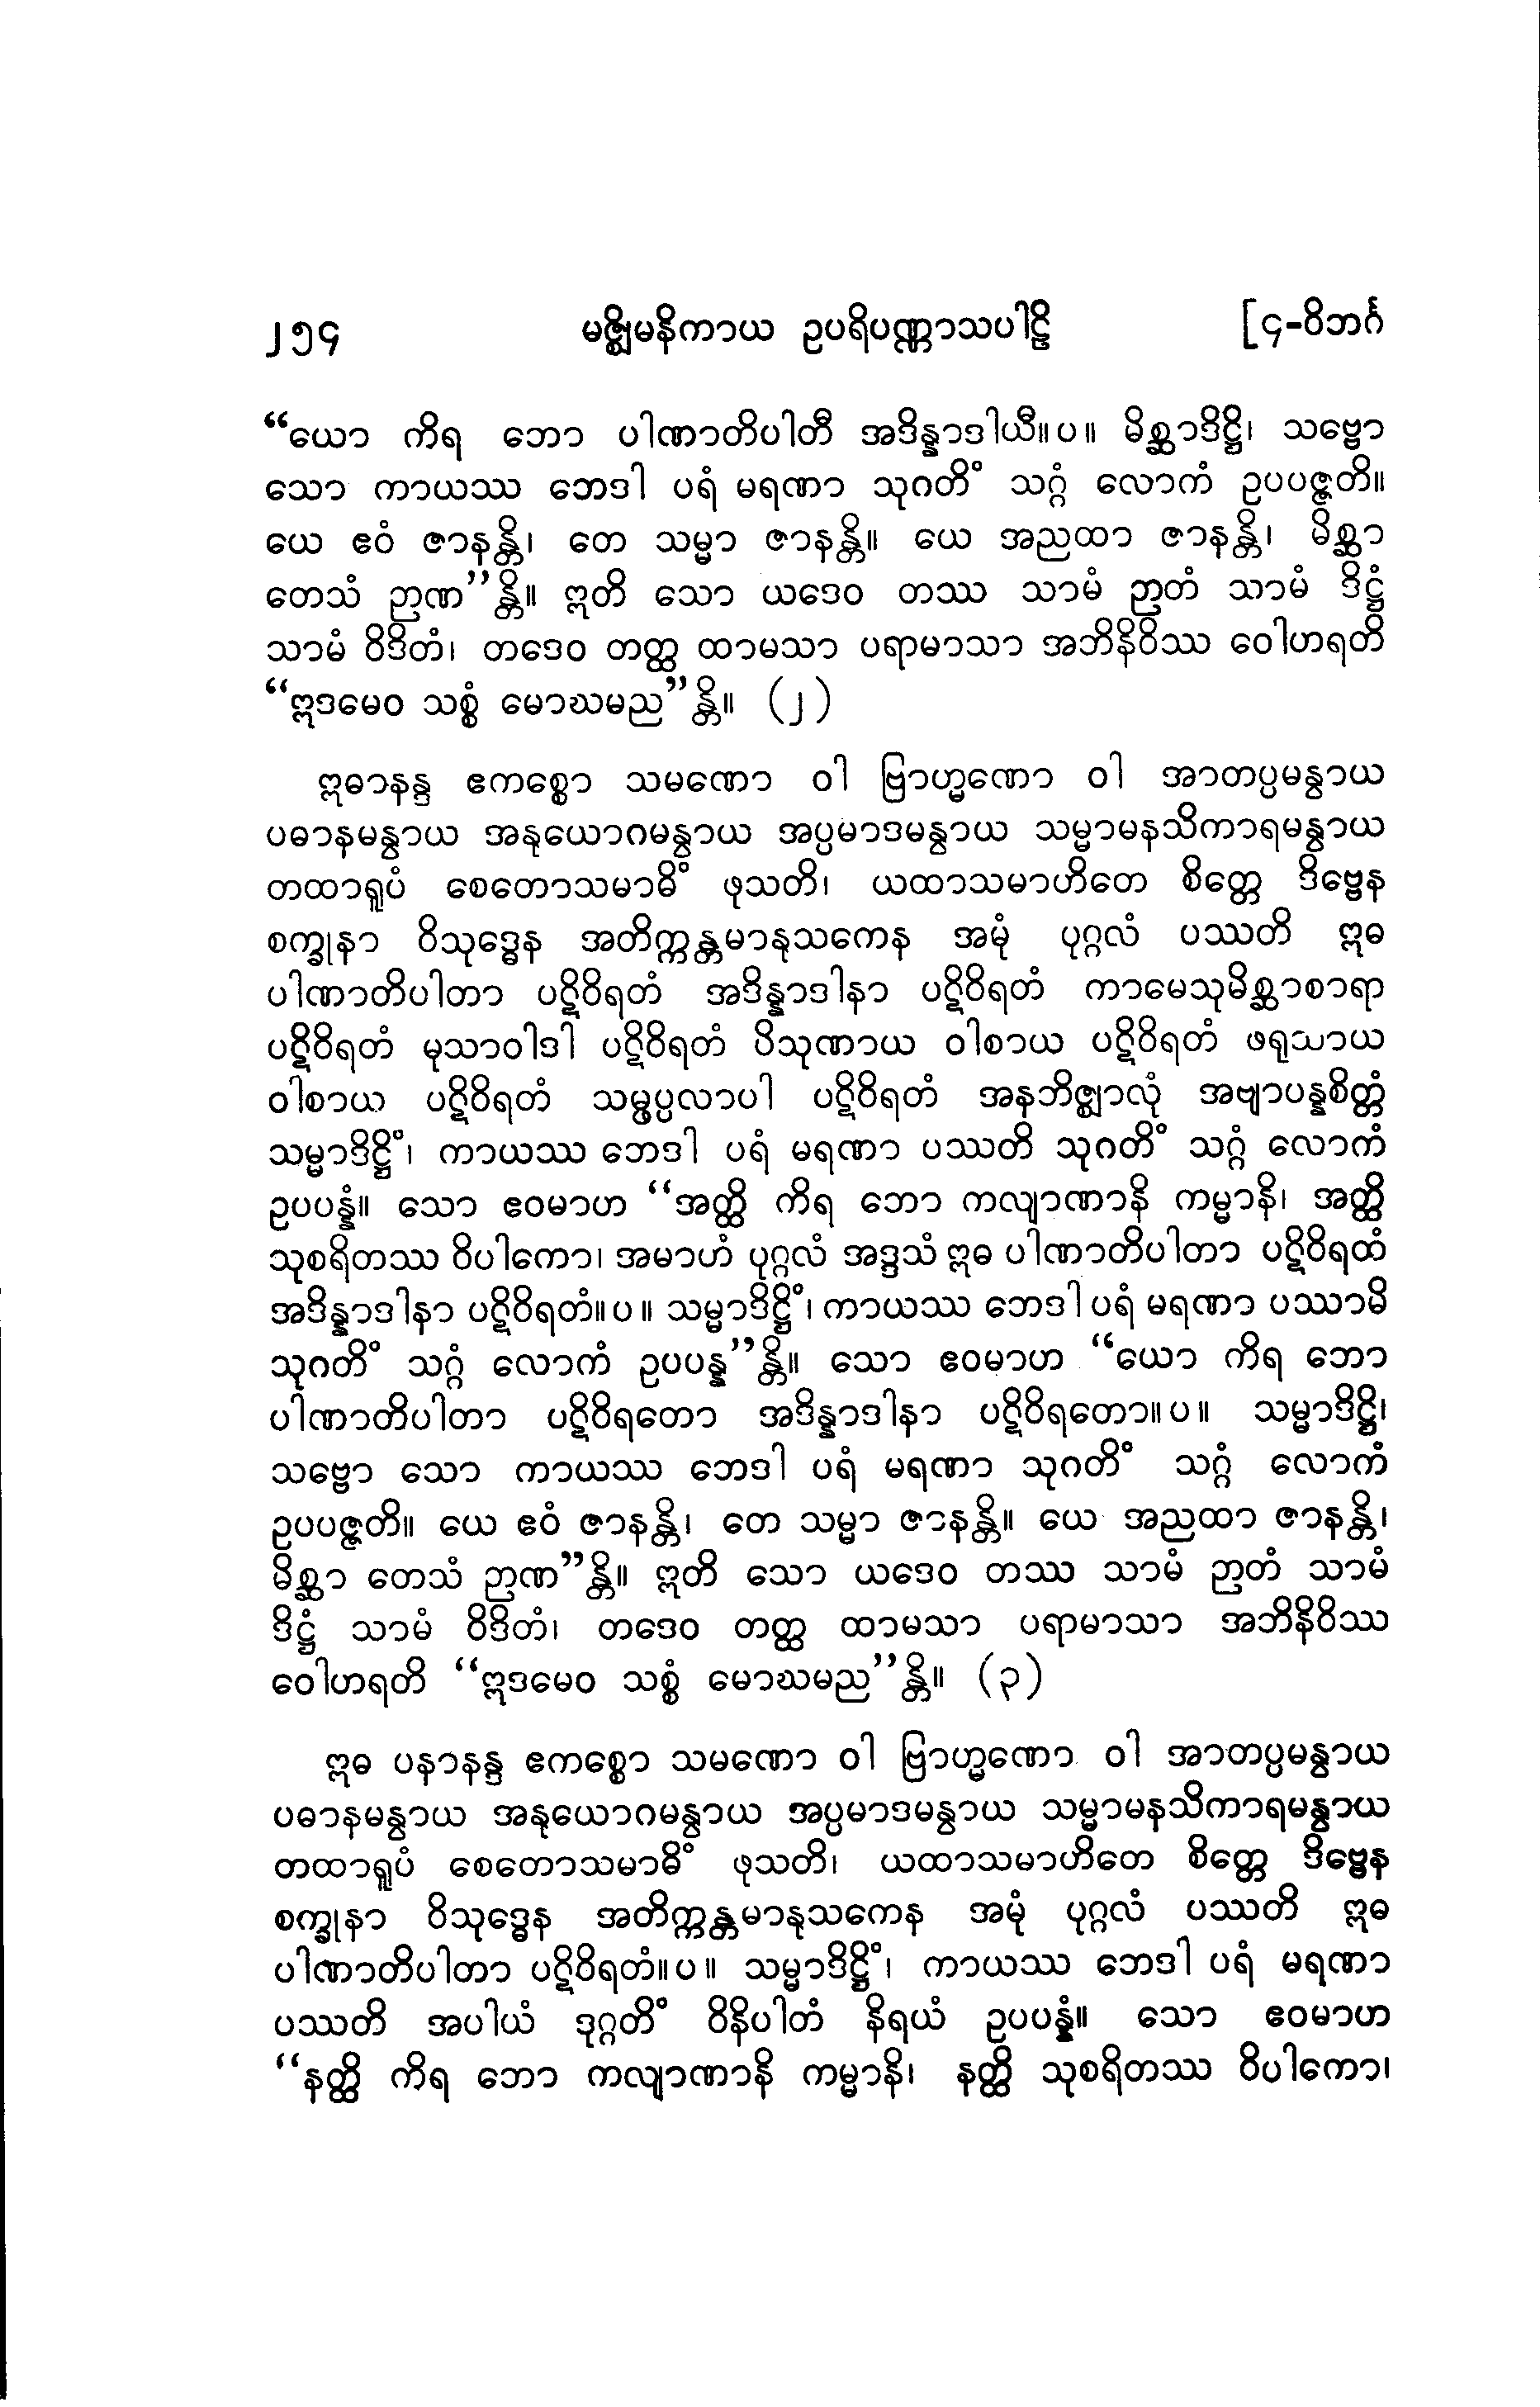 ၂၅၄ မဇ္ဈိမနိကာယ ဥပရိပဏ္ဏာသပါဠိ [၄-ဝိဘင်္ဂ
“ယော ကိရ ဘော ပါဏာတိပါတီ အဒိန္နာဒါယီ။ပ။ မိစ္ဆာဒိဋ္ဌိ၊ သဗ္ဗော
သော ကာယဿ ဘေဒါ ပရံ မရဏာ သုဂတိံ သဂ္ဂံ လောကံ ဥပပဇ္ဇတိ။
ယေ ဧဝံ ဇာနန္တိ၊ တေ သမ္မာ ဇာနန္တိ။ ယေ အညထာ ဇာနန္တိ၊ မိစ္ဆာ
တေသံ ဉာဏ”န္တိ။ ဣတိ သော ယဒေဝ တဿ သာမံ ဉာတံ သာမံ ဒိဋ္ဌံ
သာမံ ဝိဒိတံ၊ တဒေဝ တတ္ထ ထာမသာ ပရာမာသာ အဘိနိဝိဿ ဝေါဟရတိ
“ဣဒမေဝ သစ္စံ မောဃမည”န္တိ။ (၂)
ဣဓာနန္ဒ ဧကစ္စော သမဏော ဝါ ဗြာဟ္မဏော ဝါ အာတပ္ပမန္ဝာယ
ပဓာနမန္ဝာယ အနုယောဂမန္ဝာယ အပ္ပမာဒမန္ဝာယ သမ္မာမနသိကာရမန္ဝာယ
တထာရူပံ စေတောသမာဓိံ ဖုသတိ၊ ယထာသမာဟိတေ စိတ္တေ ဒိဗ္ဗေန
စက္ခုနာ ဝိသုဒ္ဓေန အတိက္ကန္တမာနုသကေန အမုံ ပုဂ္ဂလံ ပဿတိ ဣဓ
ပါဏာတိပါတာ ပဋိဝိရတံ အဒိန္နာဒါနာ ပဋိဝိရတံ ကာမေသုမိစ္ဆာစာရာ
ပဋိဝိရတံ မုသာဝါဒါ ပဋိဝိရတံ ပိသုဏာယ ဝါစာယ ပဋိဝိရတံ ဖရုသာယ
ဝါစာယ ပဋိဝိရတံ သမ္ဖပ္ပလာပါ ပဋိဝိရတံ အနဘိဇ္ဈာလုံ အဗျာပန္နစိတ္တံ
သမ္မာဒိဋ္ဌိံ၊ ကာယဿ ဘေဒါ ပရံ မရဏာ ပဿတိ သုဂတိံ သဂ္ဂံ လောကံ
ဥပပန္နံ။ သော ဧဝမာဟ “အတ္ထိ ကိရ ဘော ကလျာဏာနိ ကမ္မာနိ၊ အတ္ထိ
သုစရိတဿ ဝိပါကော၊ အမာဟံ ပုဂ္ဂလံ အဒ္ဒသံ ဣဓ ပါဏာတိပါတာ ပဋိဝိရထံ
အဒိန္နာဒါနာ ပဋိဝိရတံ။ပ။ သမ္မာဒိဋ္ဌိံ၊ ကာယဿ ဘေဒါ ပရံ မရဏာ ပဿာမိ
သုဂတိံ သဂ္ဂံ လောကံ ဥပပန္န”န္တိ။ သော ဧဝမာဟ “ယော ကိရ ဘော
ပါဏာတိပါတာ ပဋိဝိရတော အဒိန္နာဒါနာ ပဋိဝိရတော။ပ။ သမ္မာဒိဋ္ဌိ၊
သဗ္ဗော သော ကာယဿ ဘေဒါ ပရံ မရဏာ သုဂတိံ သဂ္ဂံ လောကံ
ဥပပဇ္ဇတိ။ ယေ ဧဝံ ဇာနန္တိ၊ တေ သမ္မာ ဇာနန္တိ။ ယေ အညထာ ဇာနန္တိ၊
မိစ္ဆာ တေသံ ဉာဏ”န္တိ။ ဣတိ သော ယဒေဝ တဿ သာမံ ဉာတံ သာမံ
ဒိဋ္ဌံ သာမံ ဝိဒိတံ၊ တဒေဝ တတ္ထ ထာမသာ ပရာမာသာ အဘိနိဝိဿ
ဝေါဟရတိ “ဣဒမေဝ သစ္စံ မောဃမည”န္တိ။ (၃)
ဣဓ ပနာနန္ဒ ဧကစ္စော သမဏော ဝါ ဗြာဟ္မဏော ဝါ အာတပ္ပမန္ဝာယ
ပဓာနမန္ဝာယ အနုယောဂမန္ဝာယ အပ္ပမာဒမန္ဝာယ သမ္မာမနသိကာရမန္ဝာယ
တထာရူပံ စေတောသမာဓိံ ဖုသတိ၊ ယထာသမာဟိတေ စိတ္တေ ဒိဗ္ဗေန
စက္ခုနာ ဝိသုဒ္ဓေန အတိက္ကန္တမာနုသကေန အမုံ ပုဂ္ဂလံ ပဿတိ ဣဓ
ပါဏာတိပါတာ ပဋိဝိရတံ။ပ။ သမ္မာဒိဋ္ဌိံ၊ ကာယဿ ဘေဒါ ပရံ မရဏာ
ပဿတိ အပါယံ ဒုဂ္ဂတိံ ဝိနိပါတံ နိရယံ ဥပပန္နံ။ သော ဧဝမာဟ
“နတ္ထိ ကိရ ဘော ကလျာဏာနိ ကမ္မာနိ၊ နတ္ထိ သုစရိတဿ ဝိပါကော၊